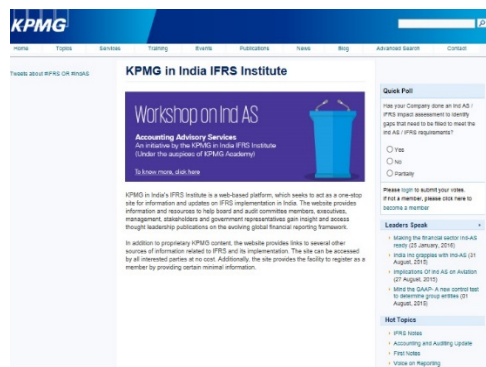 KPMG
Home Topics Services Training Events Publications News Blog Advanced Search Contact
Tweets about #IFRS OR #IndAS
KPMG in India IFRS Institute
Workshop on Ind AS
Accounting Advisory Services
An initiative by the KPMG in India IFRS Institute
(Under the auspices of KPMG Academy)
To know more, click here
KPMG in India's IFRS Institute is a web-based platform, which seeks to act as a one-stop
site for information and updates on IFRS implementation in India. The website provides
information and resources to help board and audit committee members, executives,
management, stakeholders and government representatives gain insight and access
thought leadership publications on the evolving global financial reporting framework.
In addition to proprietary KPMG content, the website provides links to several other
sources of information related to IFRS and its implementation. The site can be accessed
by all interested parties at no cost. Additionally, the site provides the facility to register as a
member by providing certain minimal information.
Quick Poll
Has your Company done an Ind AS /
IFRS impact assessment to identify
gaps that need to be filled to meet the
Ind AS / IFRS requirements?
Yes
No
Partially
Please login to submit your votes.
If not a member, please click here to
become a member
Leaders Speak
Making the financial sector Ind-AS
ready (25 January, 2016)
India Inc grapples with Ind-AS (31
August, 2015)
Implications Of Ind AS on Aviation
(27 August, 2015)
Mind the GAAP- A new control test
to determine group entities (01
August, 2015)
Hot Topics
IFRS Notes
Accounting and Auditing Update
First Notes
Voice on Reporting